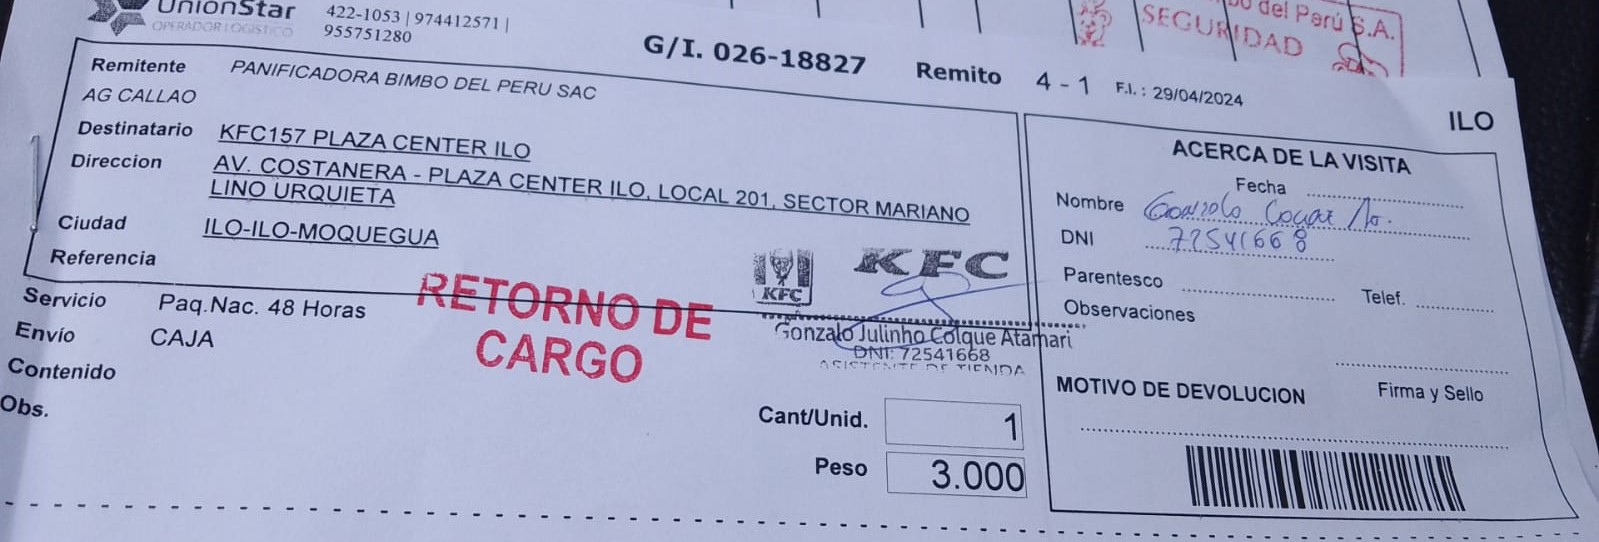 UnionStar
OPERADOR LOGISTICO
422-1053 | 974412571 |
955751280
G/I. 026-18827
Remito 4 - 1 F.I. : 29/04/2024
del Perú S.A.
SEGURIDAD
ILO
Remitente PANIFICADORA BIMBO DEL PERU SAC
AG CALLAO
Destinatario KFC157 PLAZA CENTER ILO
Direccion AV. COSTANERA - PLAZA CENTER ILO, LOCAL 201, SECTOR MARIANO
LINO URQUIETA
Ciudad ILO-ILO-MOQUEGUA
Referencia
Servicio Paq.Nac. 48 Horas
Envío CAJA
Contenido
Obs.
RETORNO DE
CARGO
KFC
KFC
Gonzalo Julinho Colque Atamari
DNI: 72541668
ASISTENTE DE TIENDA
Cant/Unid. 1
Peso 3.000
ACERCA DE LA VISITA
Fecha
Nombre Gonzalo
DNI 72541668
Parentesco Telef.
Observaciones
MOTIVO DE DEVOLUCION Firma y Sello